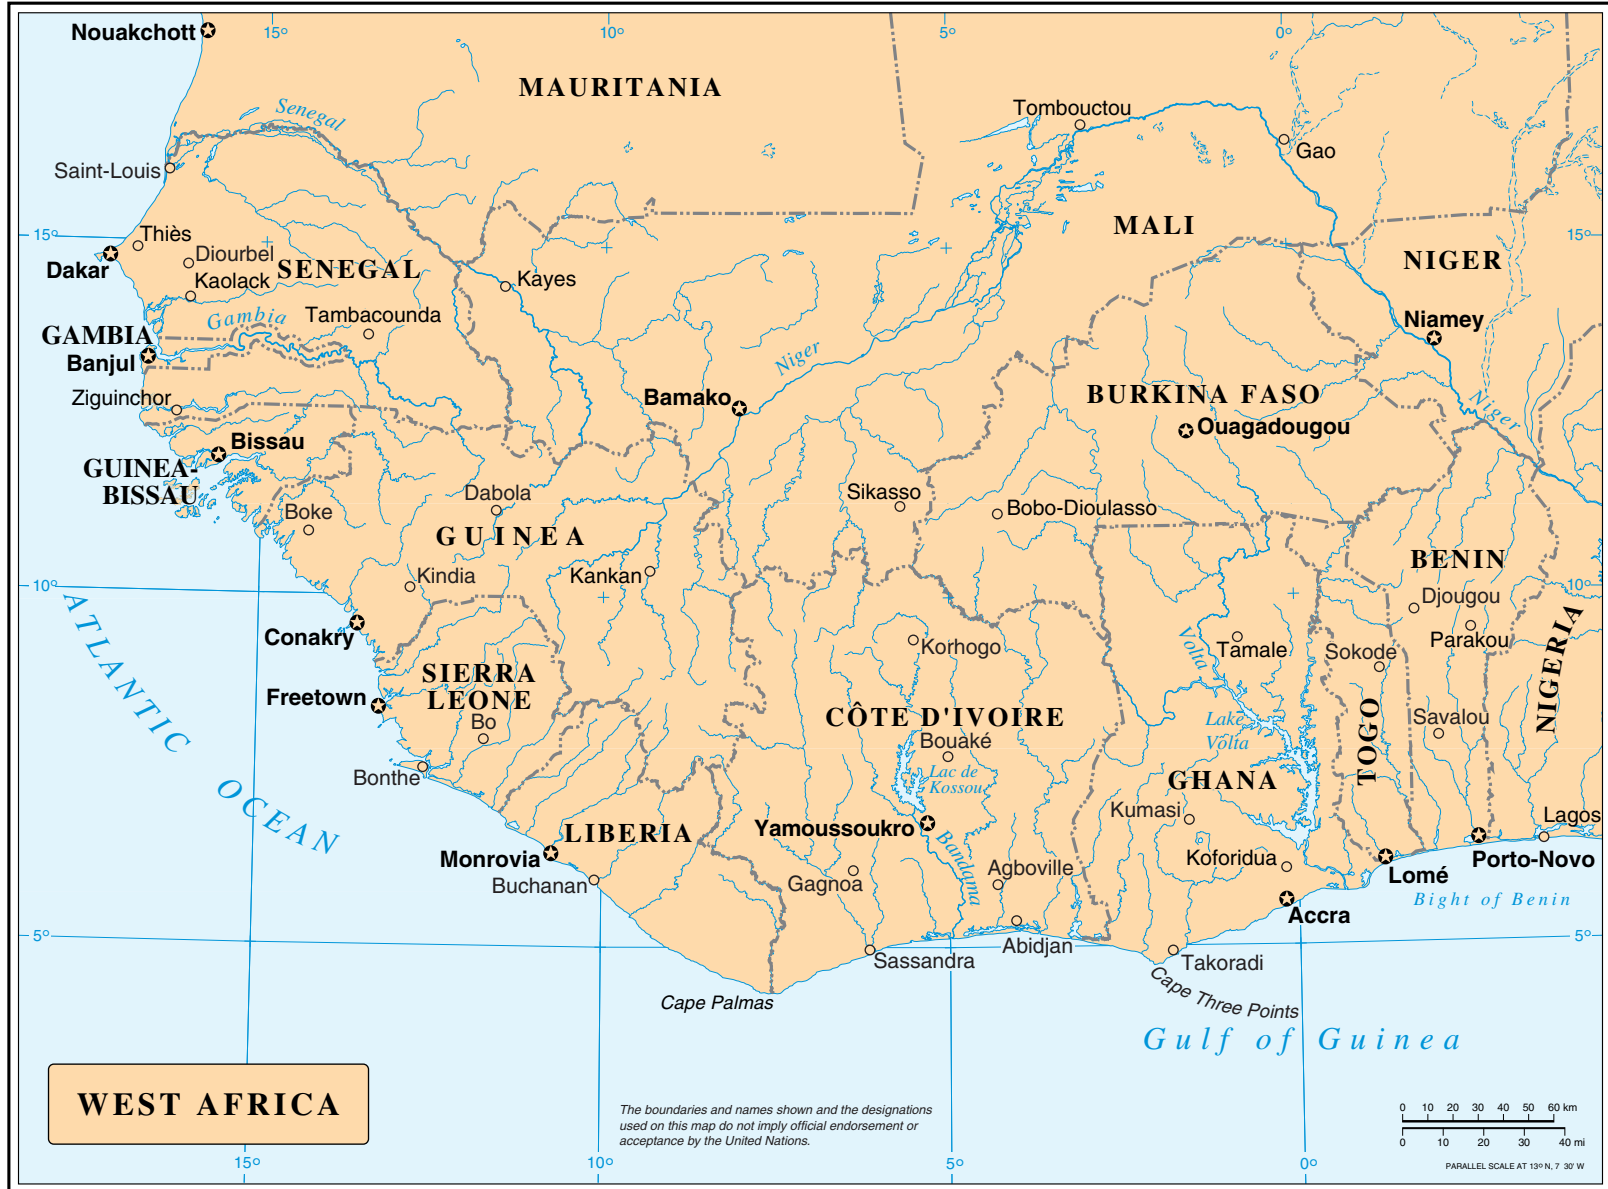 15°
10°
5°
0°
Nouakchott
MAURITANIA
Senegal
Tombouctou
Gao
Saint-Louis
MALI
15°
15°
Thiès
Diourbel
Dakar
SENEGAL
Kaolack
Kayes
NIGER
Tambacounda
Gambia
GAMBIA
Banjul
Niamey
Niger
Ziguinchor
Bamako
BURKINA FASO
Ouagadougou
Niger
Bissau
GUINEA-
BISSAU
Dabola
Sikasso
Boke
Bobo-Dioulasso
GUINEA
BENIN
Kindia
Kankan
10°
10°
Djougou
ATLANTIC
OCEAN
Conakry
Korhogo
Volta
Tamale
Sokode
Parakou
NIGERIA
SIERRA
LEONE
Freetown
Bo
CÔTE D'IVOIRE
Bouaké
Lake
Volta
TOGO
Savalou
Bonthe
Lac de
Kossou
GHANA
Kumasi
LIBERIA
Yamoussoukro
Bandama
Lagos
Monrovia
Buchanan
Gagnoa
Agboville
Koforidua
Lomé
Porto-Novo
Bight of Benin
Accra
5°
5°
Sassandra
Abidjan
Takoradi
Cape Palmas
Cape Three Points
Gulf of Guinea
WEST AFRICA
The boundaries and names shown and the designations
used on this map do not imply official endorsement or
acceptance by the United Nations.
0 10 20 30 40 50 60 km
0 10 20 30 40 mi
PARALLEL SCALE AT 13º N, 7 30' W
15°
10°
5°
0°